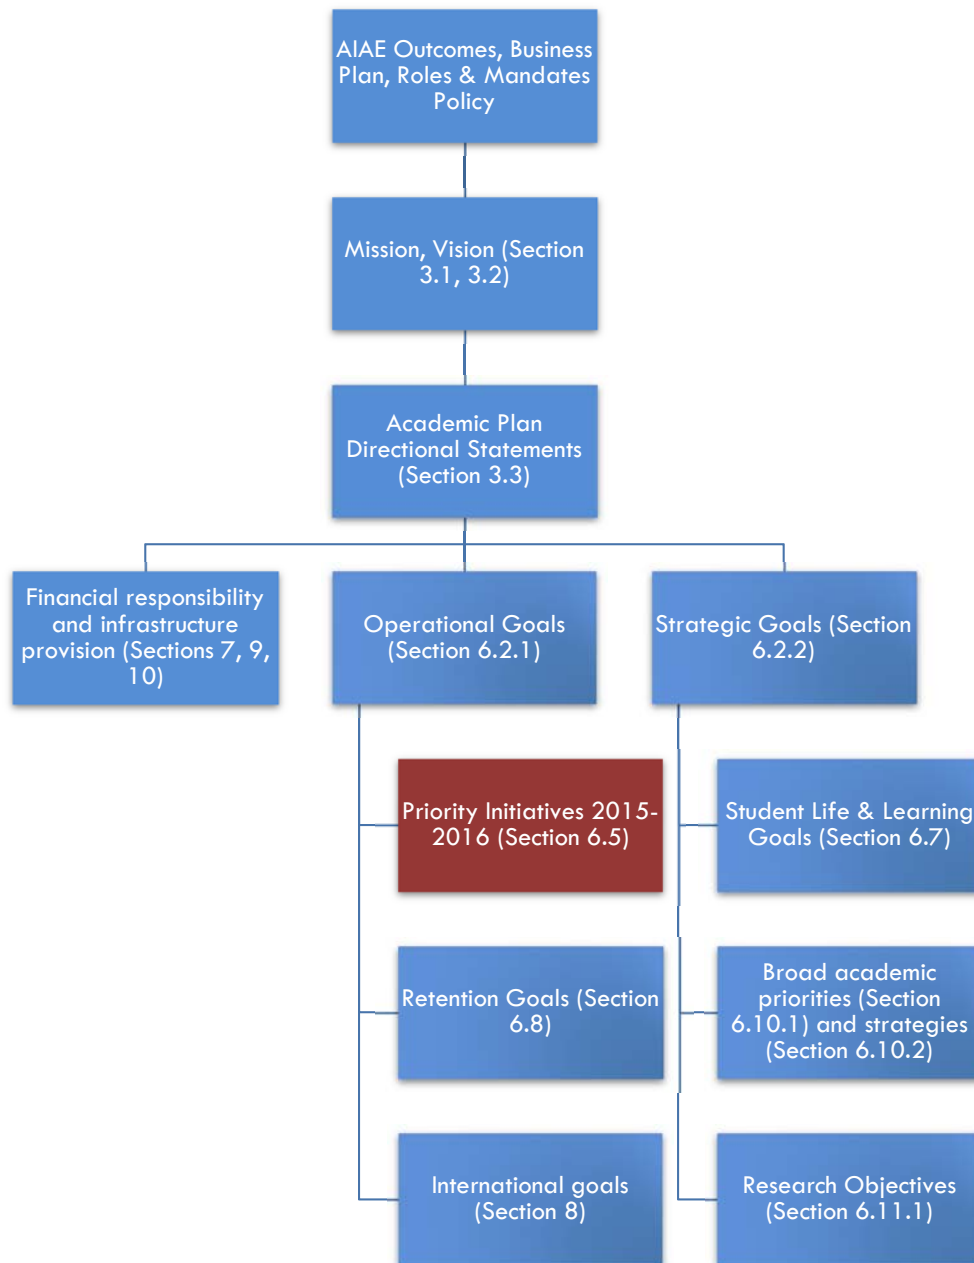 AIAE Outcomes, Business
Plan, Roles & Mandates
Policy
Mission, Vision (Section
3.1, 3.2)
Academic Plan
Directional Statements
(Section 3.3)
Financial responsibility
and infrastructure
provision (Sections 7, 9,
10)
Operational Goals
(Section 6.2.1)
Strategic Goals (Section
6.2.2)
Priority Initiatives 2015-
2016 (Section 6.5)
Student Life & Learning
Goals (Section 6.7)
Retention Goals (Section
6.8)
Broad academic
priorities (Section
6.10.1) and strategies
(Section 6.10.2)
International goals
(Section 8)
Research Objectives
(Section 6.11.1)